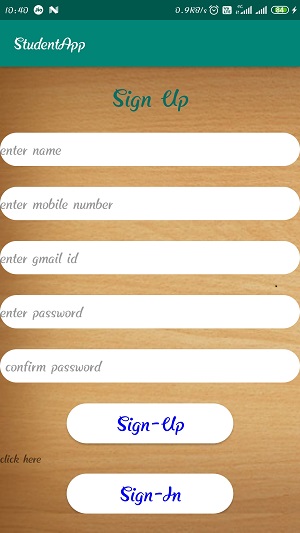 10:40 0.9KB/s
StudentApp
Sign Up
enter name
enter mobile number
enter gmail id
enter password
confirm password
Sign-Up
click here
Sign-In